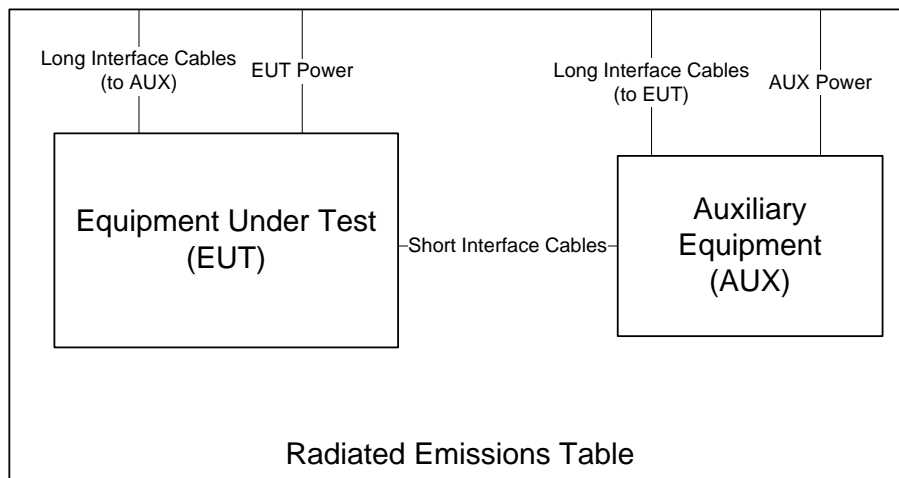 Long Interface Cables
(to AUX)
EUT Power
Long Interface Cables
(to EUT)
AUX Power
Equipment Under Test
(EUT)
Short Interface Cables
Auxiliary
Equipment
(AUX)
Radiated Emissions Table